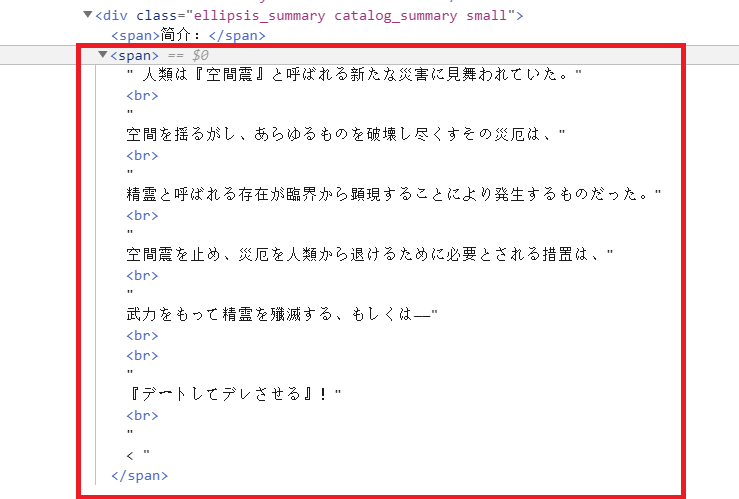 ▼<div class="ellipsis_summary catalog_summary small">
<span>简介：</span>
▼<span> == $0
" 人類は『空間震』と呼ばれる新たな災害に見舞われていた。"
<br>
"
空間を揺るがし、あらゆるものを破壊し尽くすその災厄は、"
<br>
"
精霊と呼ばれる存在が臨界から顕現することにより発生するものだった。"
<br>
"
空間震を止め、災厄を人類から退けるために必要とされる措置は、"
<br>
"
武力をもって精霊を殲滅する、もしくは——"
<br>
<br>
"
『デートしてデレさせる』！"
<br>
"
< "
</span>